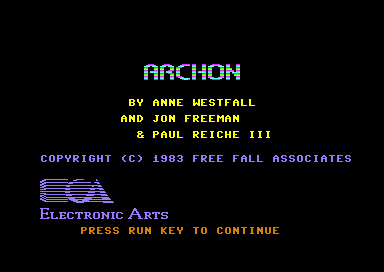 ARCHON
BY ANNE WESTFALL
AND JON FREEMAN
& PAUL REICHE III
COPYRIGHT (C) 1983 FREE FALL ASSOCIATES
EOA
ELECTRONIC ARTS
PRESS RUN KEY TO CONTINUE